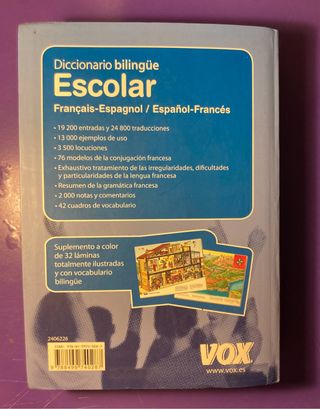 Diccionario bilingüe
Escolar
Français-Espagnol / Español-Francés
• 19 200 entradas y 24 800 traducciones
• 13 000 ejemplos de uso
• 3 500 locuciones
• 76 modelos de la conjugación francesa
• Exhaustivo tratamiento de las irregularidades, dificultades
y particularidades de la lengua francesa
• Resumen de la gramática francesa
• 2 000 notas y comentarios
• 42 cuadros de vocabulario
Suplemento a color
de 32 láminas
totalmente ilustradas
y con vocabulario
bilingüe
2406226
9 788499 740287
VOX
www.vox.es